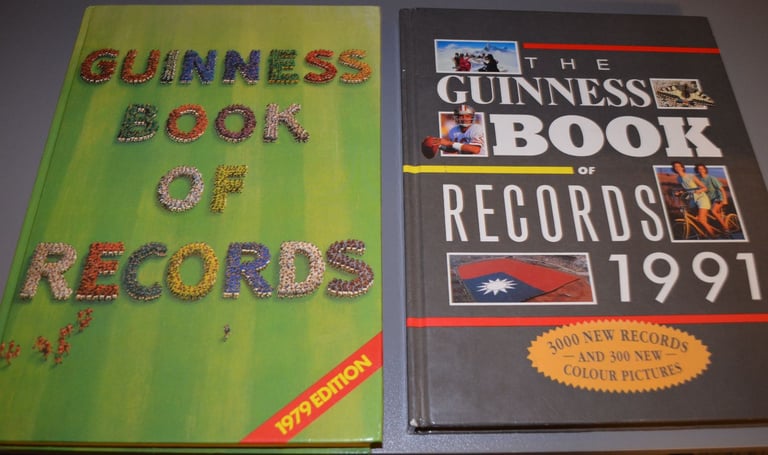 GUINNESS
BOOK
OF
RECORDS
1979 EDITION
THE
GUINNESS
BOOK
OF
RECORDS
1991
3000 NEW RECORDS
— AND 300 NEW —
COLOUR PICTURES